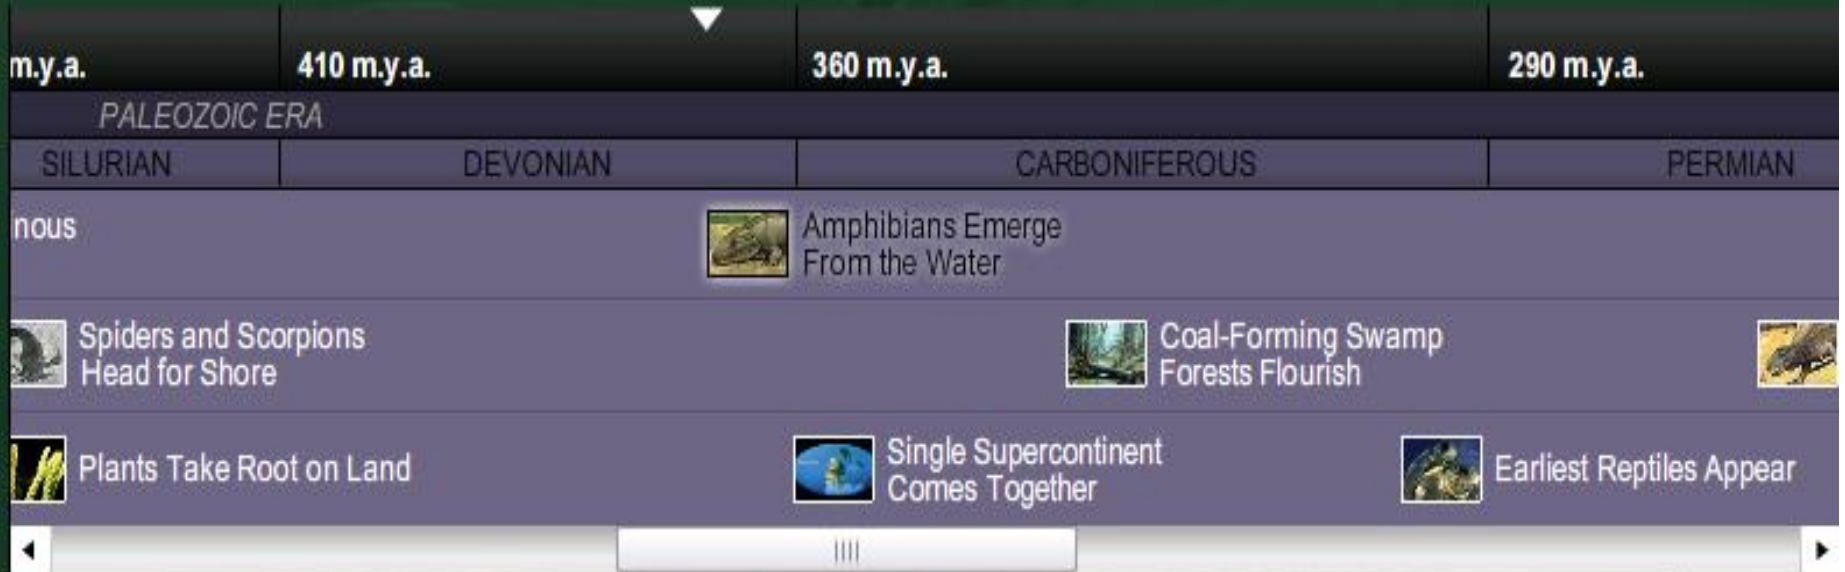 m.y.a. 410 m.y.a. 360 m.y.a. 290 m.y.a.
PALEOZOIC ERA
SILURIAN DEVONIAN CARBONIFEROUS PERMIAN
nous
Amphibians Emerge
From the Water
Spiders and Scorpions
Head for Shore
Coal-Forming Swamp
Forests Flourish
Plants Take Root on Land
Single Supercontinent
Comes Together
Earliest Reptiles Appear